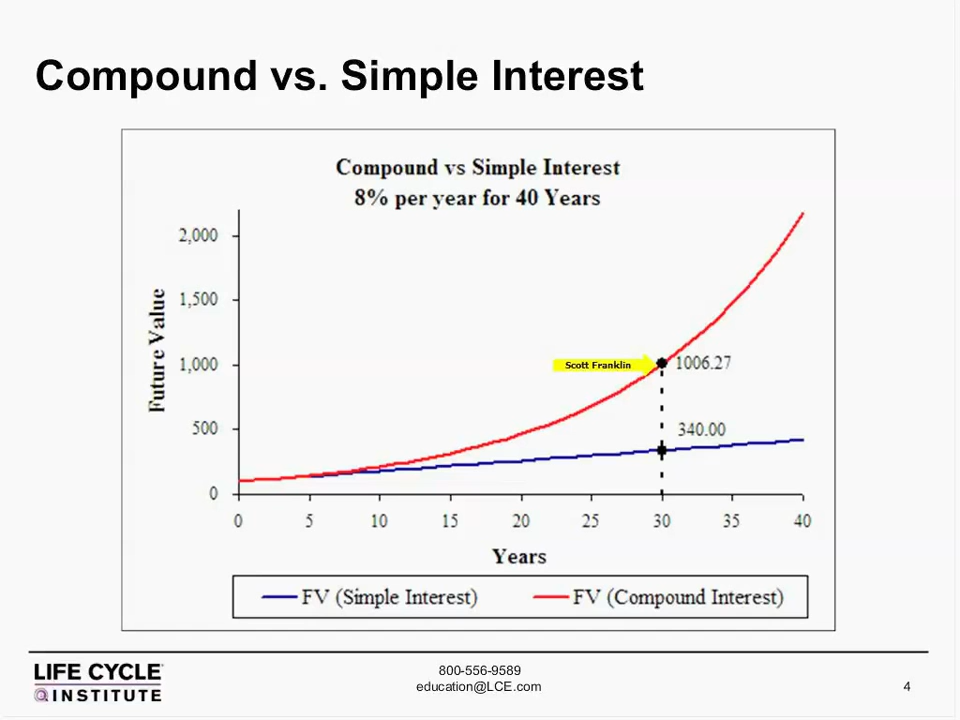 Compound vs. Simple Interest
Compound vs Simple Interest
8% per year for 40 Years
Future Value
2,000
1,500
1,000
500
0
Scott Franklin
1006.27
340.00
0 5 10 15 20 25 30 35 40
Years
FV (Simple Interest) FV (Compound Interest)
LIFE CYCLE
INSTITUTE
800-556-9589
education@LCE.com
4